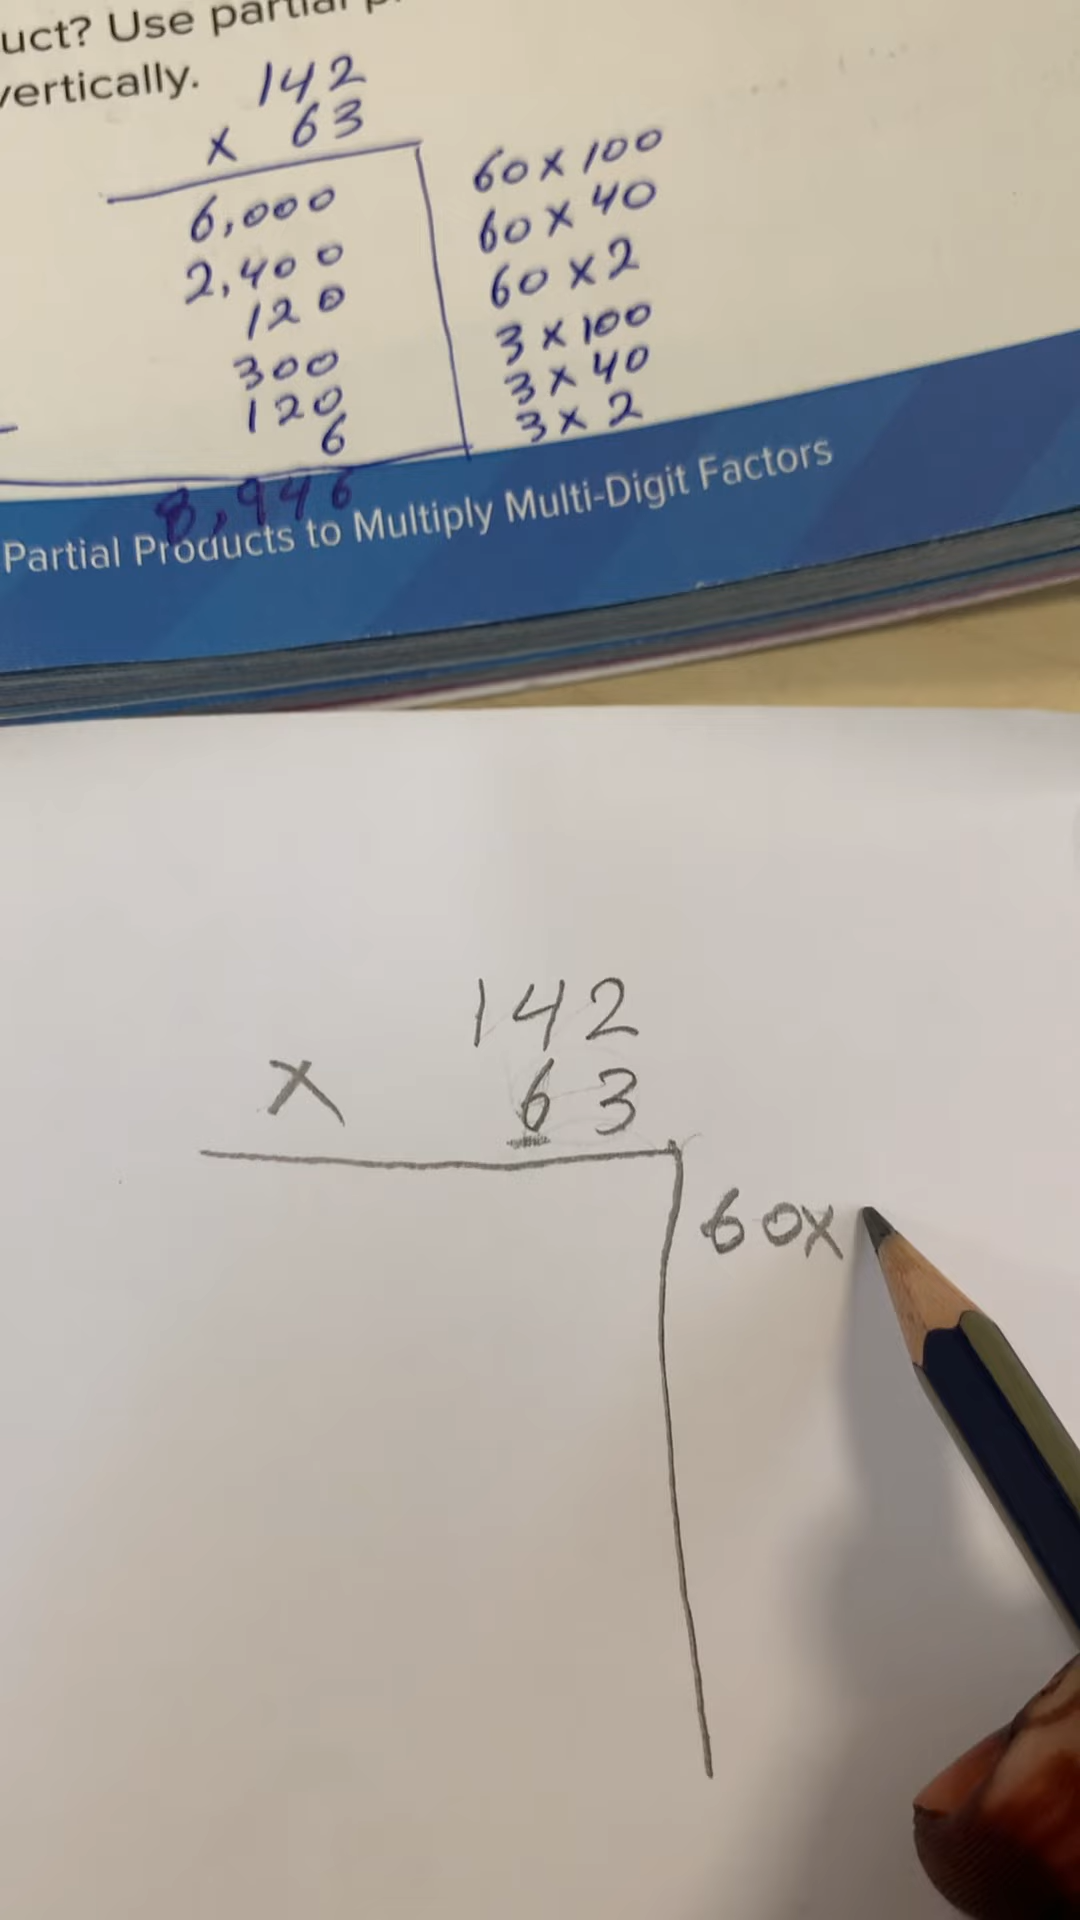 uct? Use partial
vertically.
142
x 63
6,000 60 x 100
2,400 60 x 40
120 60 x 2
300 3 x 100
120 3 x 40
6 3 x 2
8,946
Partial Products to Multiply Multi-Digit Factors
142
x 63
60x